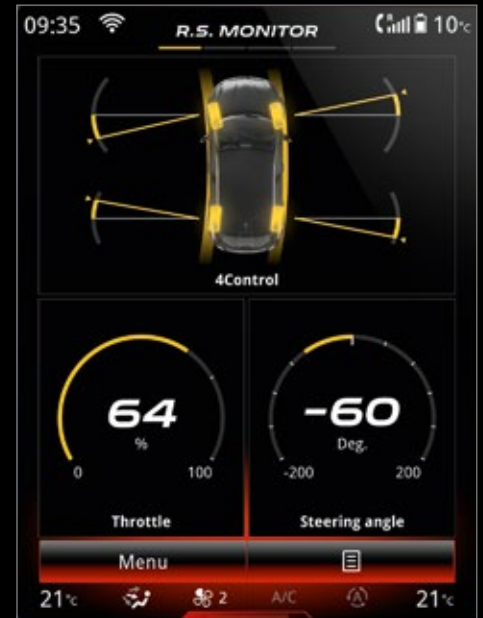 09:35 R.S. MONITOR 10°c
4Control
64 -60
% Deg.
0 100 -200 200
Throttle Steering angle
Menu
21°c 2 A/C A 21°c